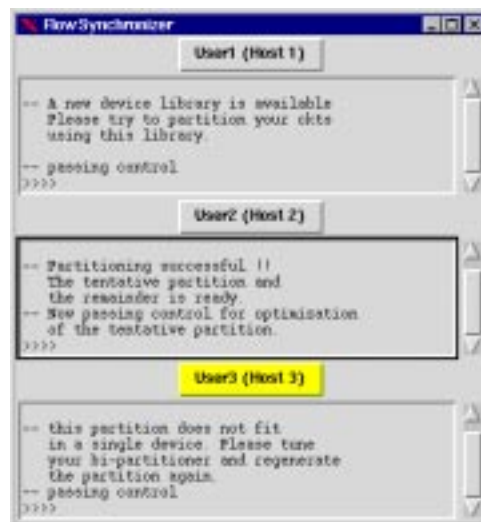 FlowSynchronizer
User1 (Host 1)
-- A new device library is available
Please try to partition your ckts
using this library.
-- passing control
>>>>
User2 (Host 2)
-- Partitioning successful !!
The tentative partition and
the remainder is ready.
-- Now passing control for optimization
of the tentative partition.
>>>>
User3 (Host 3)
-- this partition does not fit
in a single device. Please tune
your bi-partitioner and regenerate
the partition again.
-- passing control
>>>>